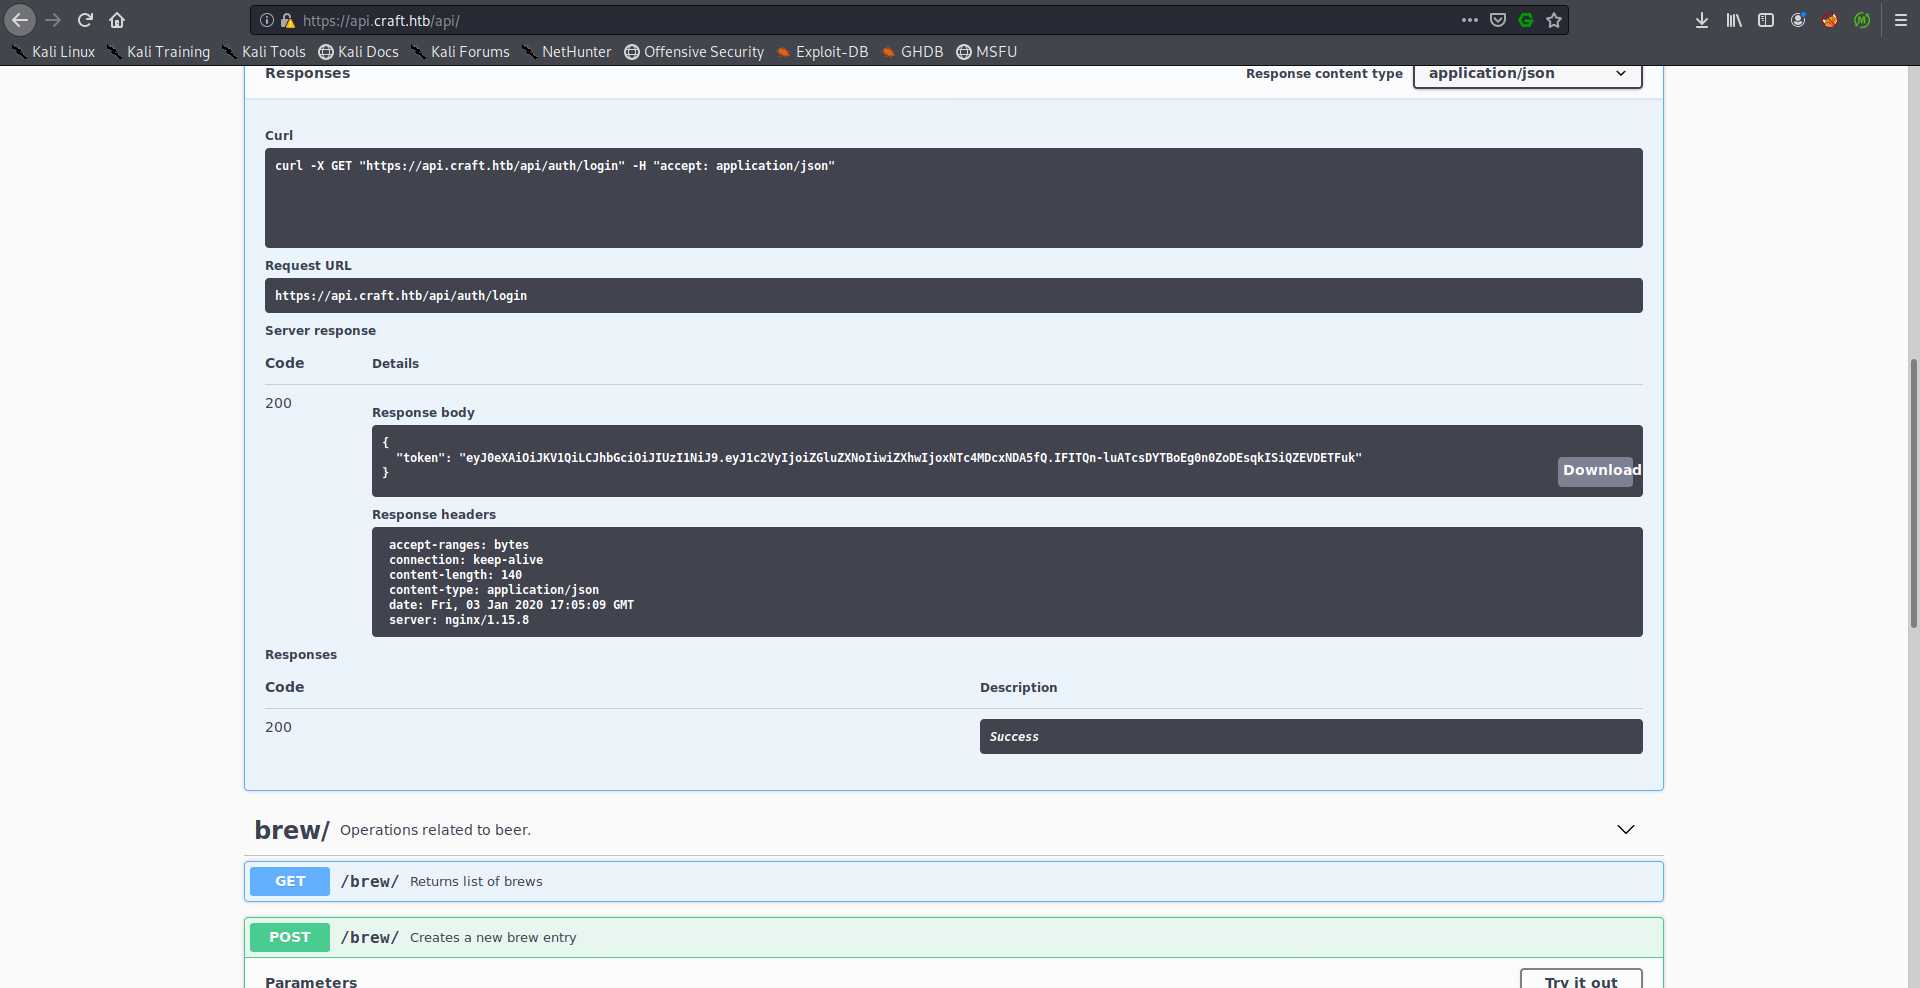 https://api.craft.htb/api/
Kali Linux Kali Training Kali Tools Kali Docs Kali Forums NetHunter Offensive Security Exploit-DB GHDB MSFU
Responses Response content type application/json
Curl
curl -X GET "https://api.craft.htb/api/auth/login" -H "accept: application/json"
Request URL
https://api.craft.htb/api/auth/login
Server response
Code Details
200
Response body
{
"token": "eyJ0eXAiOiJKV1QiLCJhbGciOiJIUzI1NiJ9.eyJ1c2VyIjoiZGluZXNoIiwiZXhwIjoxNTc4MDcxNDA5fQ.IFITQn-luATcsDYTBoEg0n0ZoDEsqkISiQZEVDETFuk"
}
Download
Response headers
accept-ranges: bytes
connection: keep-alive
content-length: 140
content-type: application/json
date: Fri, 03 Jan 2020 17:05:09 GMT
server: nginx/1.15.8
Responses
Code Description
200
Success
brew/ Operations related to beer.
GET /brew/ Returns list of brews
POST /brew/ Creates a new brew entry
Parameters Try it out